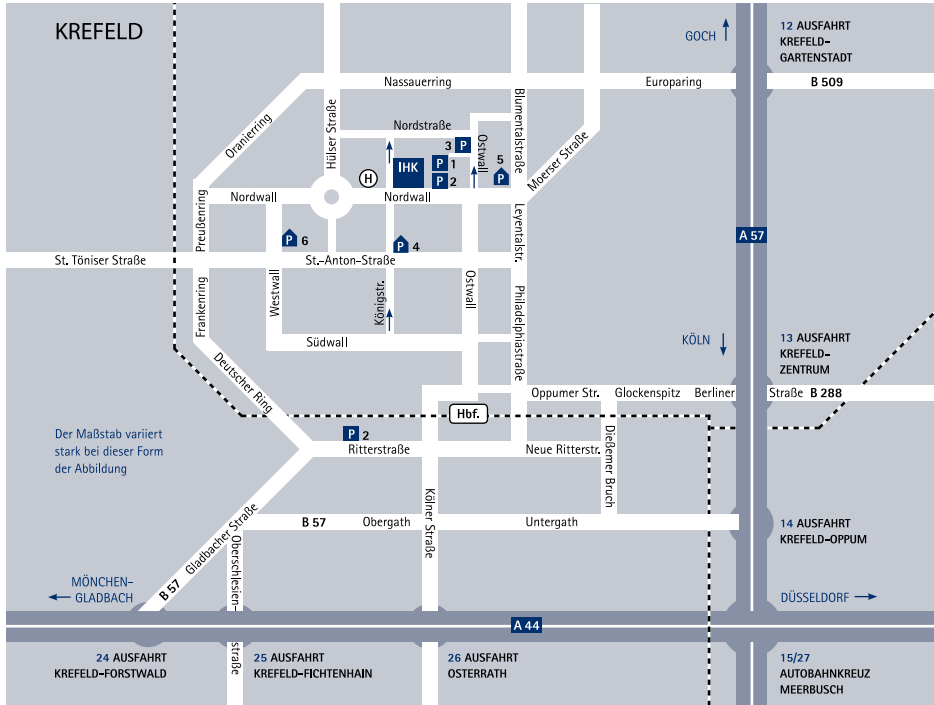 KREFELD
GOCH
12 AUSFAHRT
KREFELD-
GARTENSTADT
Nassauerring
Europaring
B 509
Oranierring
Hülser Straße
Nordstraße
Blumentalstraße
Moerser Straße
Ostwall
3 P
P 1
P 2
5
P
IHK
H
Nordwall
Nordwall
Preußenring
Leyentalstr.
A 57
P 6
P 4
St. Töniser Straße
St.-Anton-Straße
Frankenring
Westwall
Königstr.
Ostwall
Philadelphiastraße
Südwall
KÖLN
13 AUSFAHRT
KREFELD-
ZENTRUM
Deutscher Ring
Oppumer Str.
Glockenspitz
Berliner
Straße B 288
Hbf.
Der Maßstab variiert
stark bei dieser Form
der Abbildung
P 2
Ritterstraße
Neue Ritterstr.
Dießemer Bruch
Kölner Straße
B 57
Obergath
Untergath
14 AUSFAHRT
KREFELD-OPPUM
B 57 Gladbacher Straße
Oberschlesien-
straße
MÖNCHEN-
GLADBACH
DÜSSELDORF
A 44
24 AUSFAHRT
KREFELD-FORSTWALD
25 AUSFAHRT
KREFELD-FICHTENHAIN
26 AUSFAHRT
OSTERRATH
15/27
AUTOBAHNKREUZ
MEERBUSCH